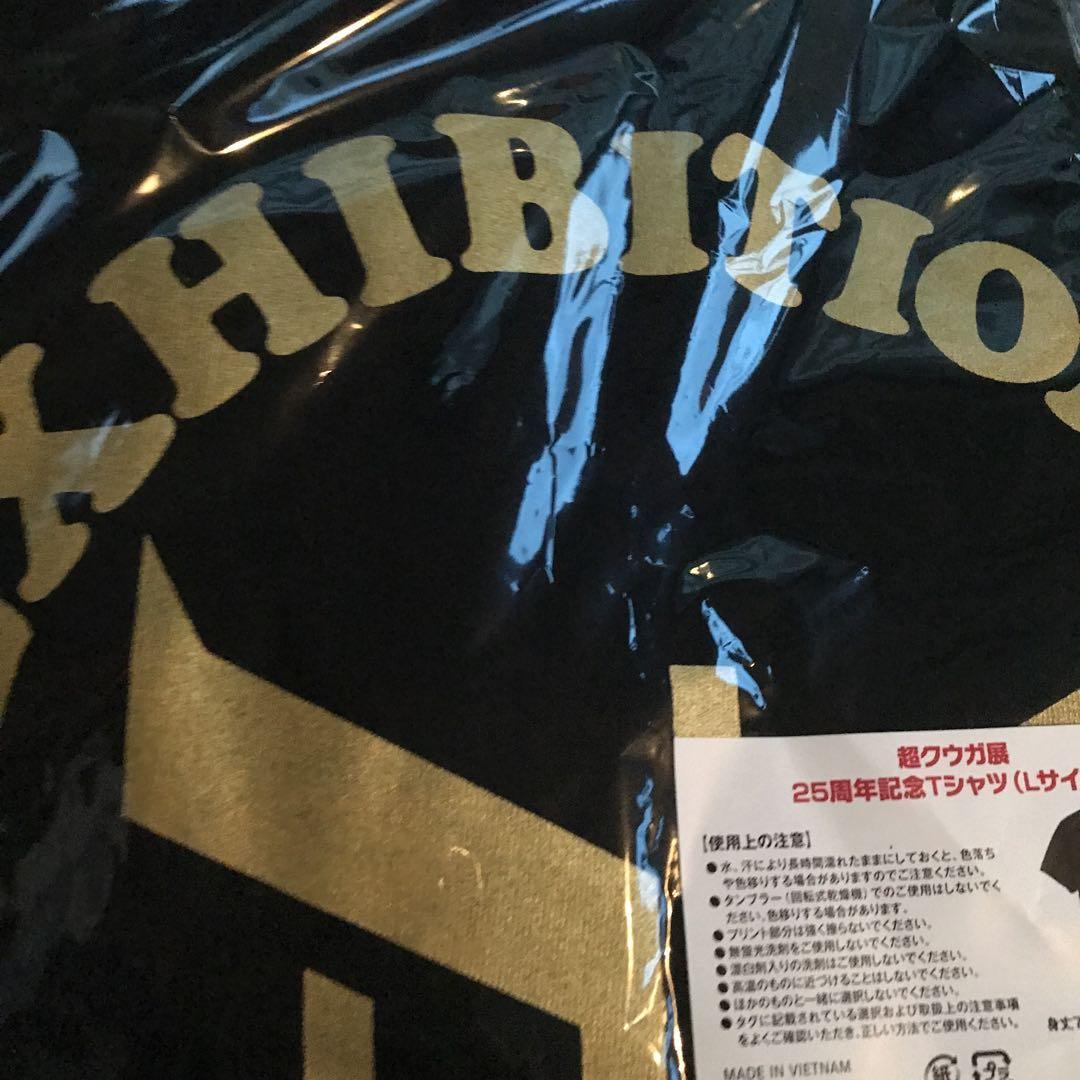 XHIBITIO
超クウガ展
25周年記念Tシャツ(Lサイ
【使用上の注意】
●水、汗により長時間濡れたままにしておくと、色落ち
や色移りする場合がありますのでご注意ください。
●タンブラー(回転式乾燥機)でのご使用はしないでく
ださい。色移りする場合があります。
●プリント部分は強く擦らないでください。
●無蛍光洗剤をご使用しないでください。
●漂白剤入りの洗剤はご使用しないでください。
●高温のものに近づけることはしないでください。
●ほかのものと一緒に選択しないでください。
●タグに記載されている選択および取扱上の注意事項
をよくご確認いただき、正しい方法でご使用ください。
身丈
MADE IN VIETNAM
紙
プラ